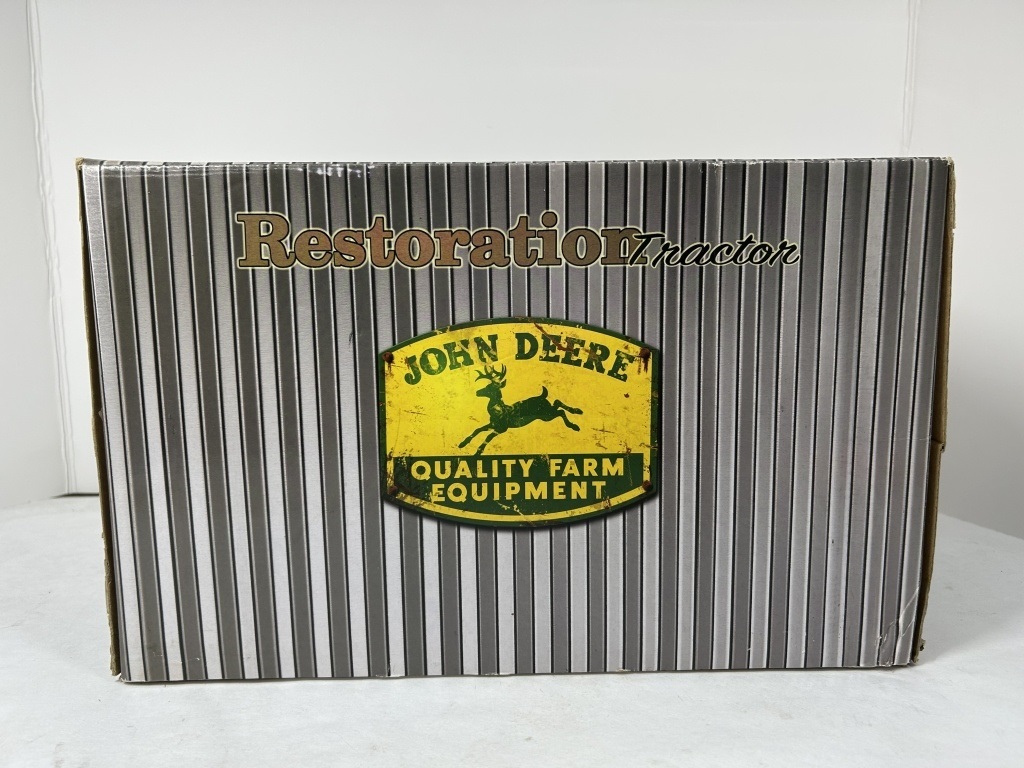 Restoration Tractor
JOHN DEERE
QUALITY FARM
EQUIPMENT